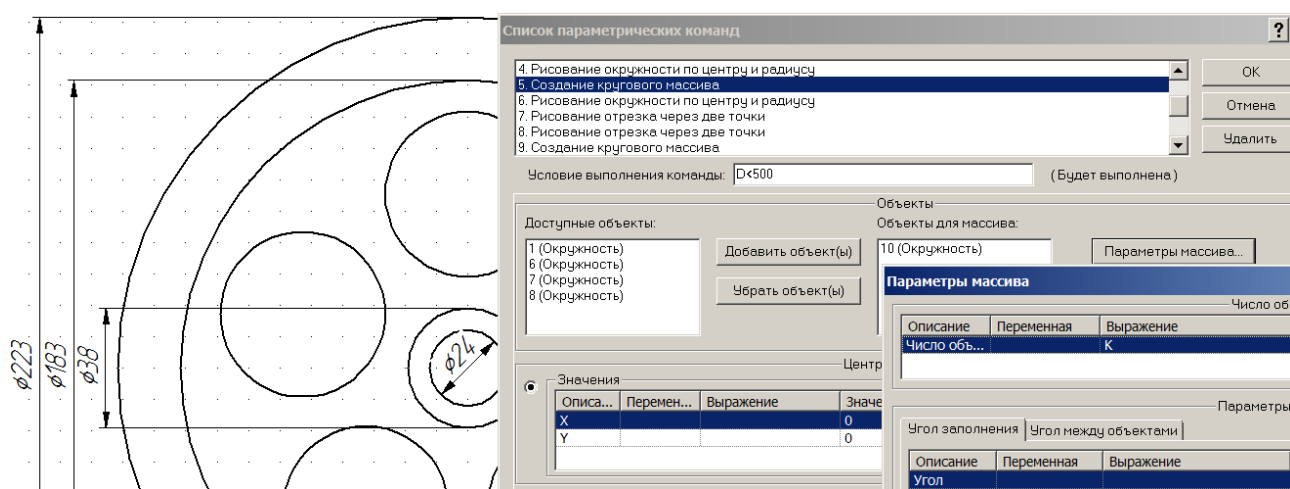 ⌀223
⌀183
⌀38
⌀24
Список параметрических команд
?
4. Рисование окружности по центру и радиусу
5. Создание кругового массива
6. Рисование окружности по центру и радиусу
7. Рисование отрезка через две точки
8. Рисование отрезка через две точки
9. Создание кругового массива
OK
Отмена
Удалить
Условие выполнения команды: D<500 (Будет выполнена)
Объекты
Доступные объекты:
1 (Окружность)
6 (Окружность)
7 (Окружность)
8 (Окружность)
Добавить объект(ы)
Убрать объект(ы)
Объекты для массива:
10 (Окружность)
Параметры массива...
Центр
Значения
Описа... Перемен... Выражение Значе
X 0
Y 0
Параметры массива
Число об
Описание Переменная Выражение
Число объ... K
Параметры
Угол заполнения Угол между объектами
Описание Переменная Выражение
Угол